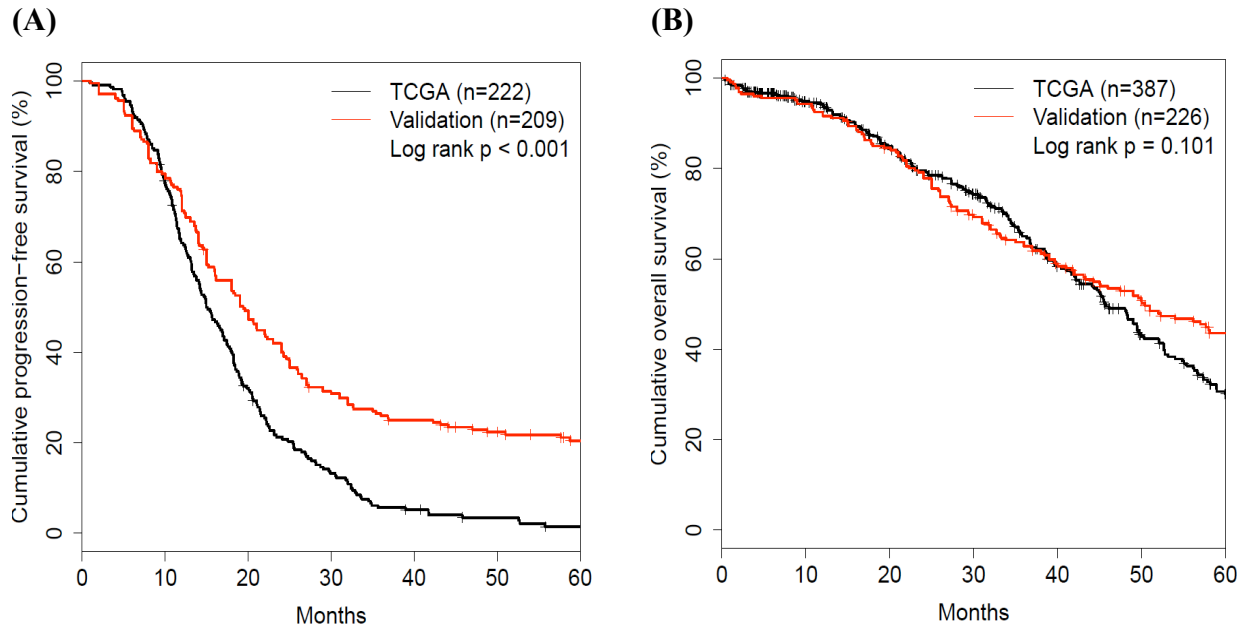 (A)
Cumulative progression−free survival (%)
100
80
60
40
20
0
TCGA (n=222)
Validation (n=209)
Log rank p < 0.001
0 10 20 30 40 50 60
Months
(B)
Cumulative overall survival (%)
100
80
60
40
20
0
TCGA (n=387)
Validation (n=226)
Log rank p = 0.101
0 10 20 30 40 50 60
Months